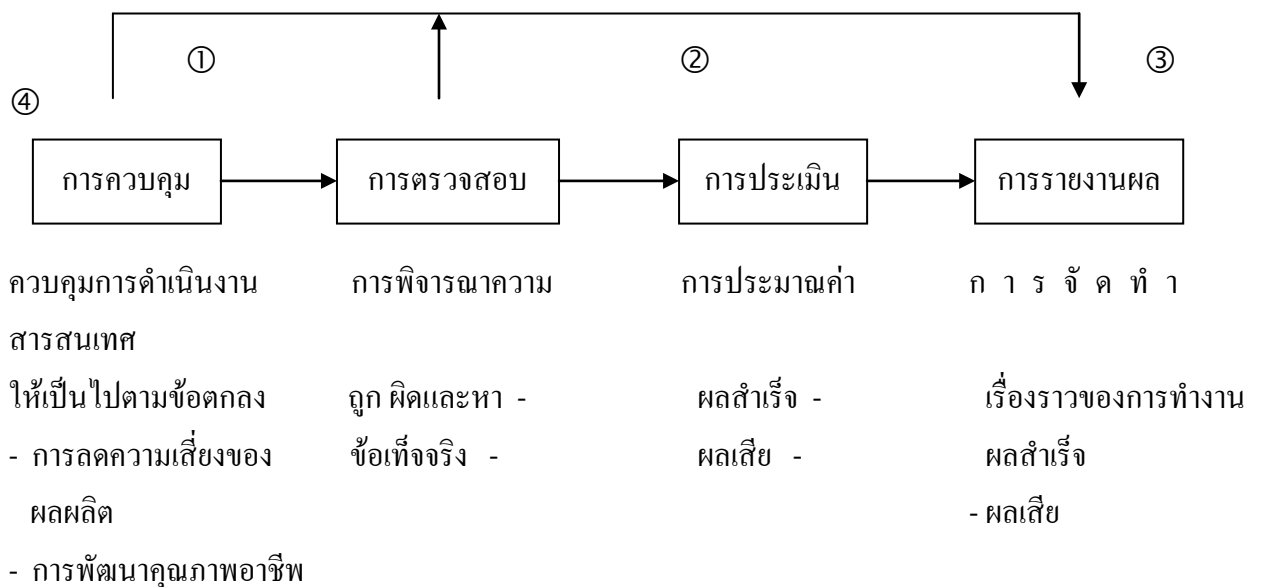 ① ② ③
④
การควบคุม การตรวจสอบ การประเมิน การรายงานผล
ควบคุมการดำเนินงาน การพิจารณาความ การประมาณค่า ก า ร จั ด ทำ
สารสนเทศ
ให้เป็นไปตามข้อตกลง ถูก ผิดและหา - ผลสำเร็จ - เรื่องราวของการทำงาน
- การลดความเสี่ยงของ ข้อเท็จจริง - ผลเสีย - ผลสำเร็จ
ผลผลิต - ผลเสีย
- การพัฒนาคุณภาพอาชีพ